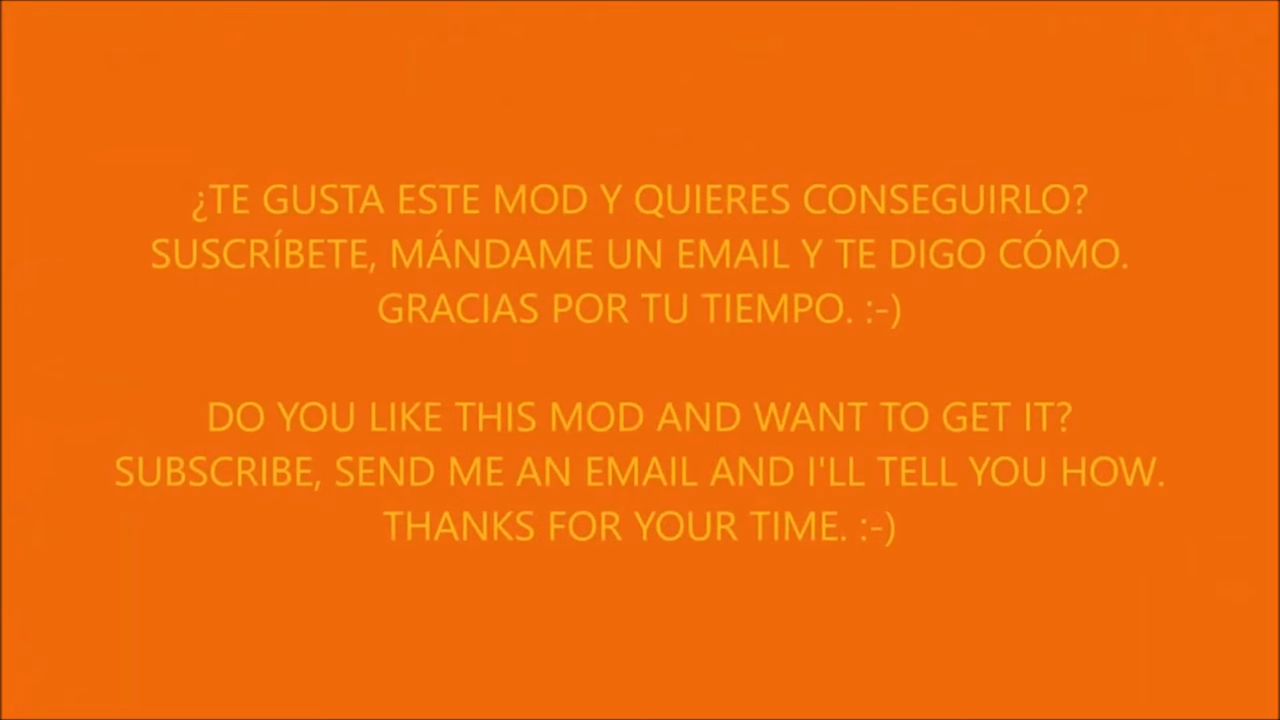 ¿TE GUSTA ESTE MOD Y QUIERES CONSEGUIRLO?
SUSCRÍBETE, MÁNDAME UN EMAIL Y TE DIGO CÓMO.
GRACIAS POR TU TIEMPO. :-)
DO YOU LIKE THIS MOD AND WANT TO GET IT?
SUBSCRIBE, SEND ME AN EMAIL AND I'LL TELL YOU HOW.
THANKS FOR YOUR TIME. :-)